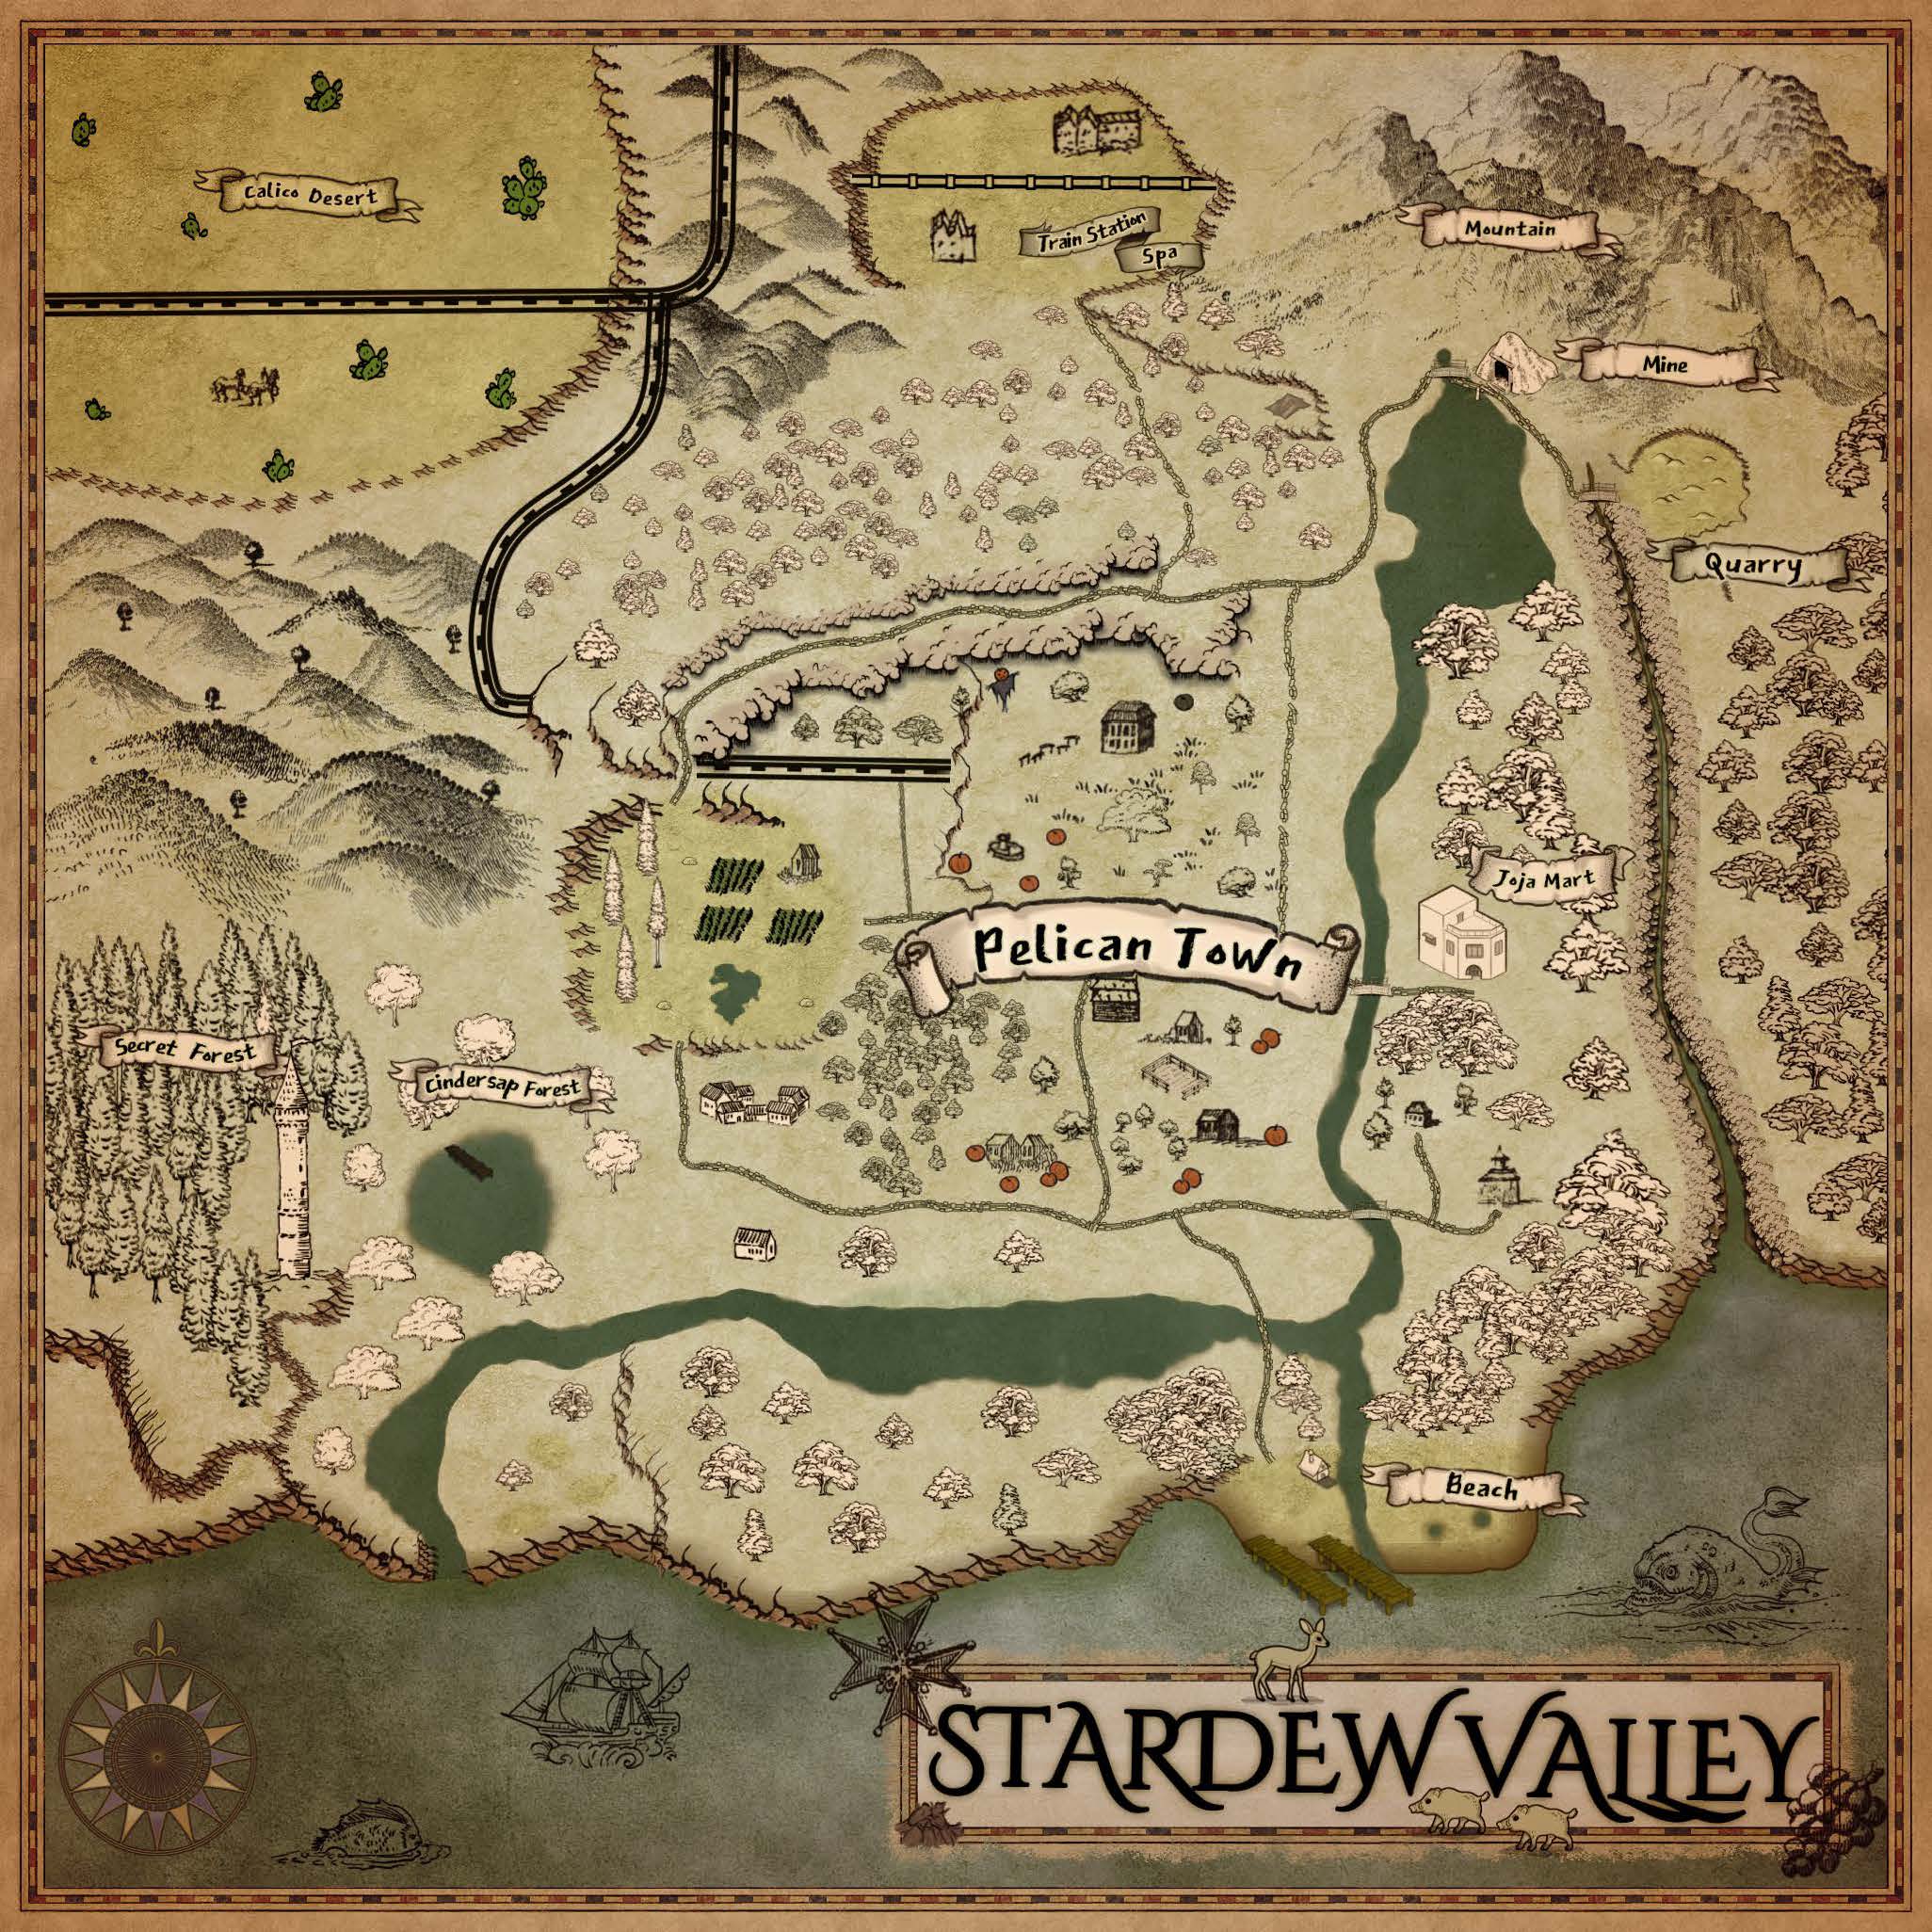 Calico Desert
Train Station
Spa
Mountain
Mine
Quarry
Joja Mart
Pelican Town
Secret Forest
Cindersap Forest
Beach
STARDEW VALLEY